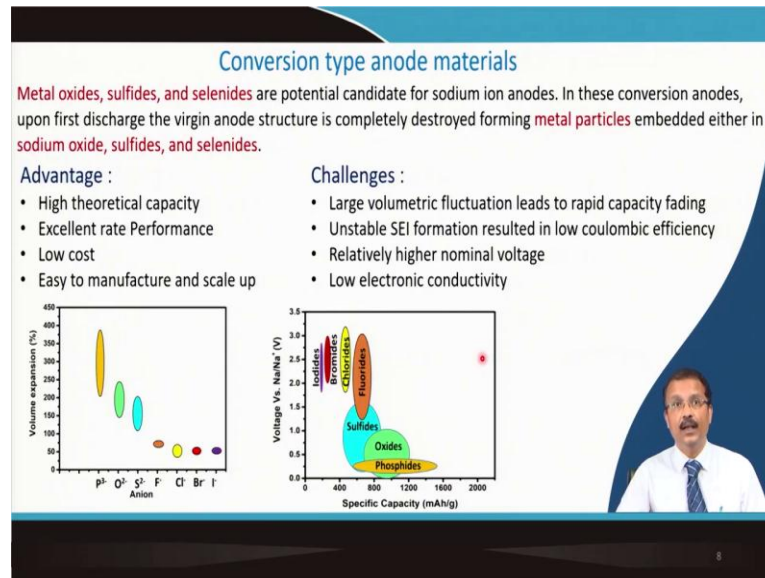 Conversion type anode materials
Metal oxides, sulfides, and selenides are potential candidate for sodium ion anodes. In these conversion anodes,
upon first discharge the virgin anode structure is completely destroyed forming metal particles embedded either in
sodium oxide, sulfides, and selenides.
Advantage :
• High theoretical capacity
• Excellent rate Performance
• Low cost
• Easy to manufacture and scale up
Challenges :
• Large volumetric fluctuation leads to rapid capacity fading
• Unstable SEI formation resulted in low coulombic efficiency
• Relatively higher nominal voltage
• Low electronic conductivity
Volume expansion (%)
450
400
350
300
250
200
150
100
50
0
P³⁻ O²⁻ S²⁻ F⁻ Cl⁻ Br⁻ I⁻
Anion
Voltage Vs. Na/Na⁺ (V)
3.5
3.0
2.5
2.0
1.5
1.0
0.5
0.0
Iodides
Bromides
Chlorides
Fluorides
Sulfides
Oxides
Phosphides
0 400 800 1200 1600 2000
Specific Capacity (mAh/g)
8